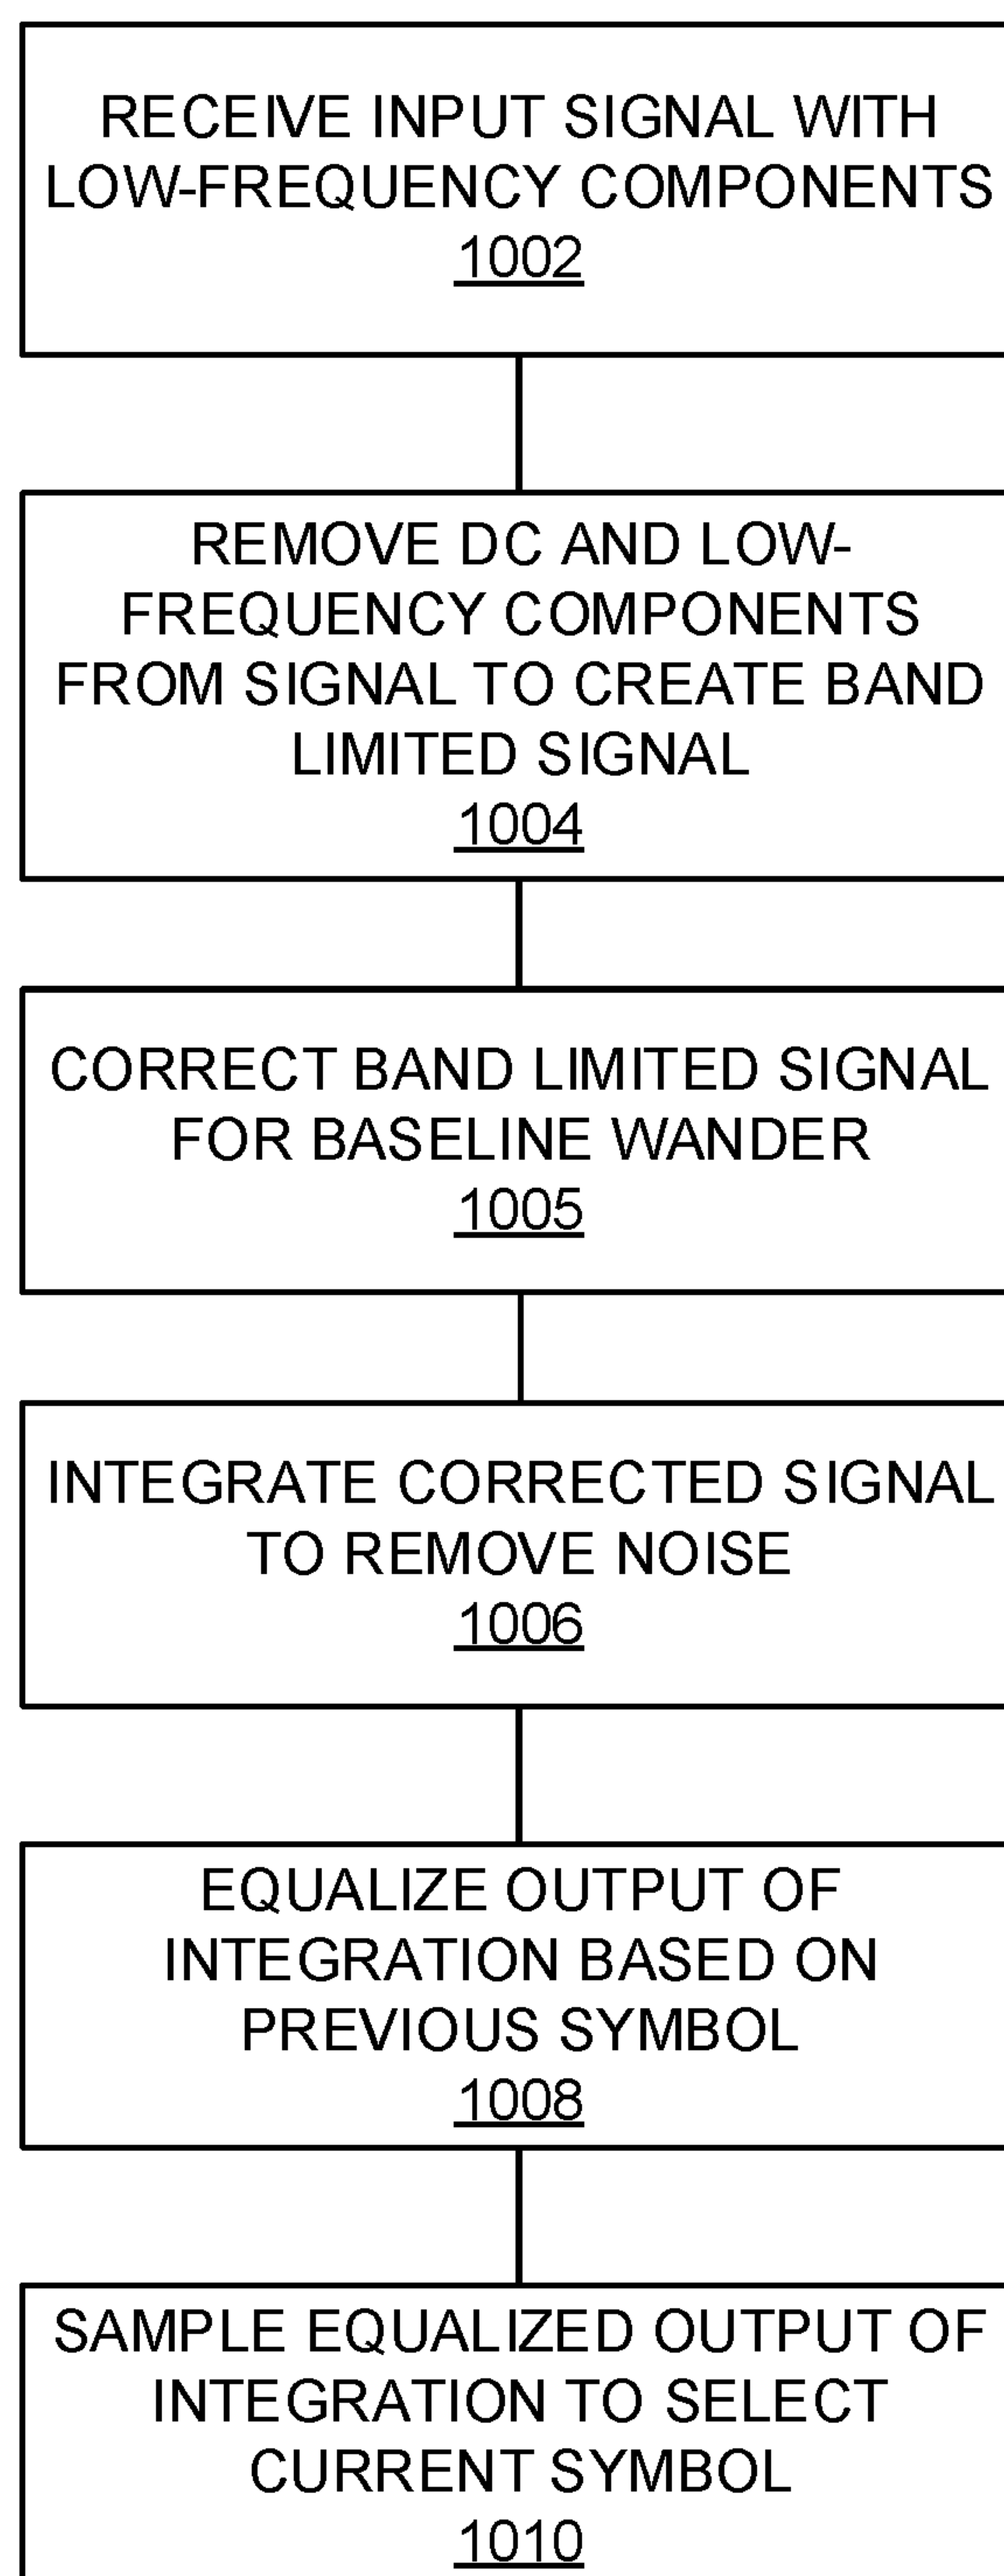 RECEIVE INPUT SIGNAL WITH
LOW-FREQUENCY COMPONENTS
1002
REMOVE DC AND LOW-
FREQUENCY COMPONENTS
FROM SIGNAL TO CREATE BAND
LIMITED SIGNAL
1004
CORRECT BAND LIMITED SIGNAL
FOR BASELINE WANDER
1005
INTEGRATE CORRECTED SIGNAL
TO REMOVE NOISE
1006
EQUALIZE OUTPUT OF
INTEGRATION BASED ON
PREVIOUS SYMBOL
1008
SAMPLE EQUALIZED OUTPUT OF
INTEGRATION TO SELECT
CURRENT SYMBOL
1010